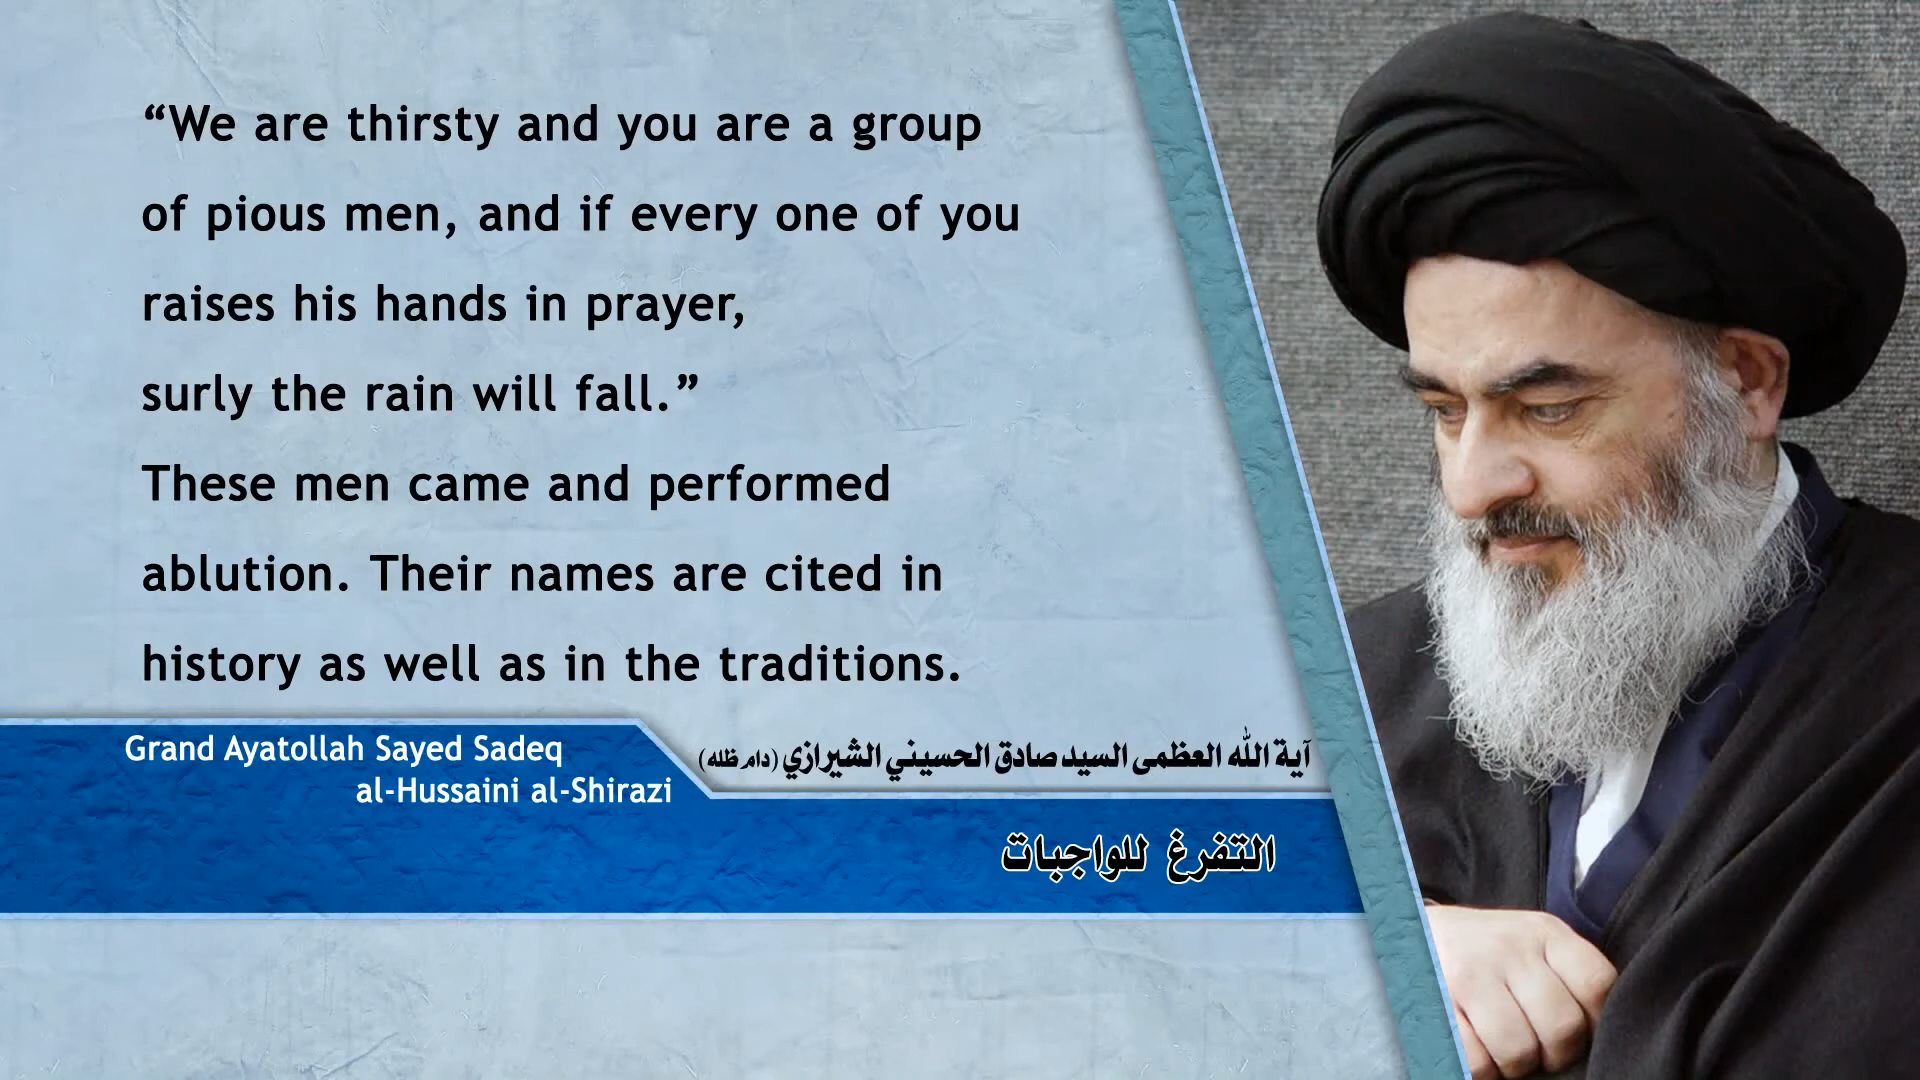 “We are thirsty and you are a group
of pious men, and if every one of you
raises his hands in prayer,
surly the rain will fall.”
These men came and performed
ablution. Their names are cited in
history as well as in the traditions.
Grand Ayatollah Sayed Sadeq
al-Hussaini al-Shirazi
آية الله العظمى السيد صادق الحسيني الشيرازي (دام ظله)
التفرغ للواجبات